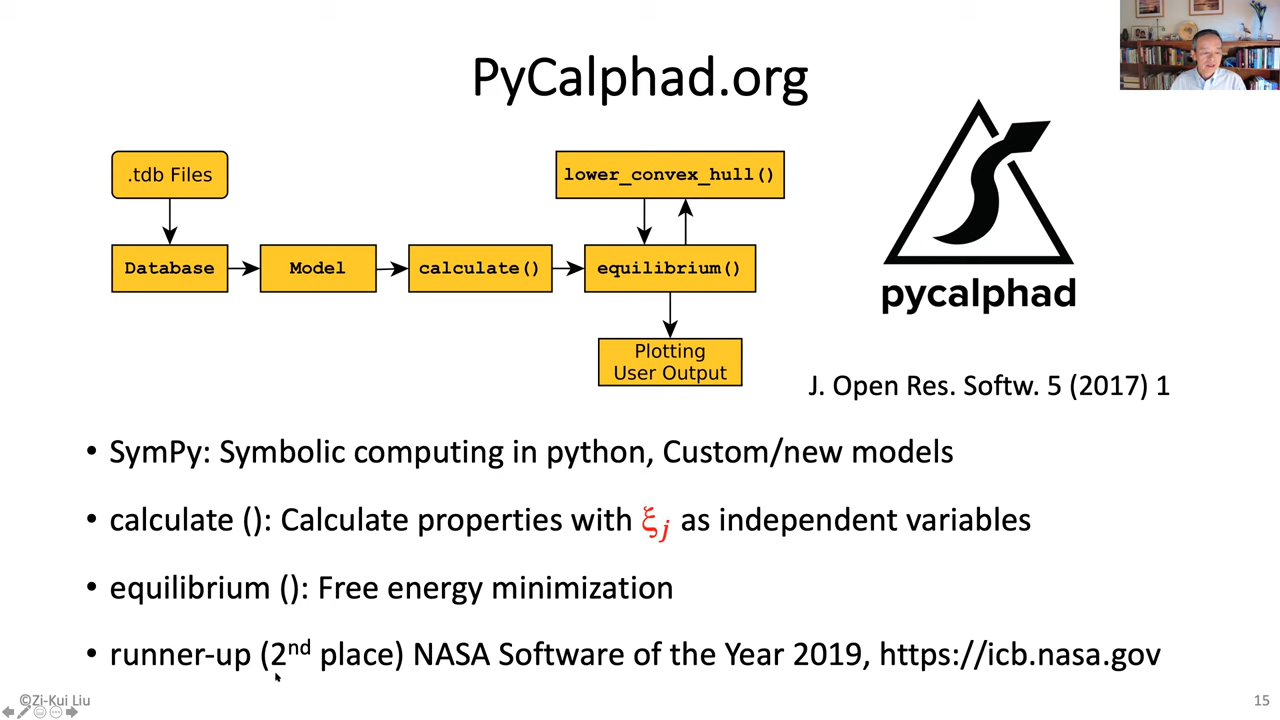 PyCalphad.org
.tdb Files
lower_convex_hull()
Database
Model
calculate()
equilibrium()
Plotting
User Output
pycalphad
J. Open Res. Softw. 5 (2017) 1
• SymPy: Symbolic computing in python, Custom/new models
• calculate (): Calculate properties with ξj as independent variables
• equilibrium (): Free energy minimization
• runner-up (2nd place) NASA Software of the Year 2019, https://icb.nasa.gov
©Zi-Kui Liu
15